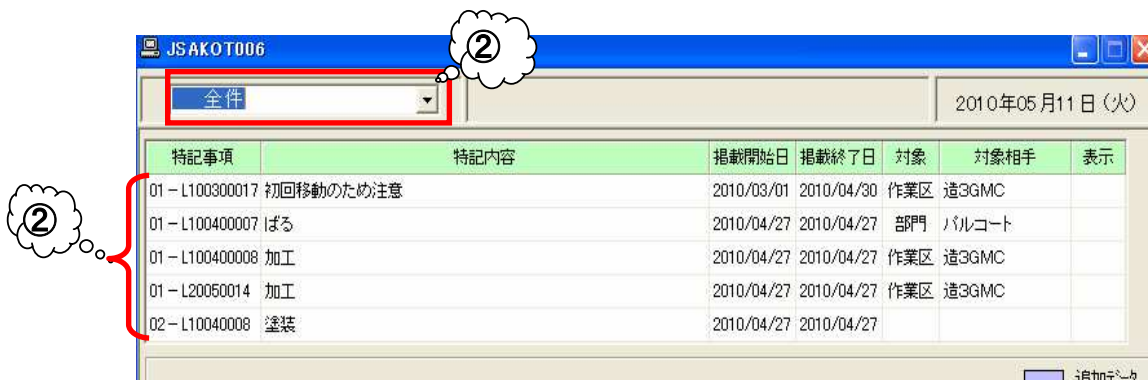 JSAKOT006
②
全件
2010年05月11日（火）
特記事項 特記内容 掲載開始日 掲載終了日 対象 対象相手 表示
②
01－L100300017 初回移動のため注意 2010/03/01 2010/04/30 作業区 造3GMC
01－L100400007 ばる 2010/04/27 2010/04/27 部門 パルコート
01－L100400008 加工 2010/04/27 2010/04/27 作業区 造3GMC
01－L20050014 加工 2010/04/27 2010/04/27 作業区 造3GMC
02－L10040008 塗装 2010/04/27 2010/04/27
追加データ